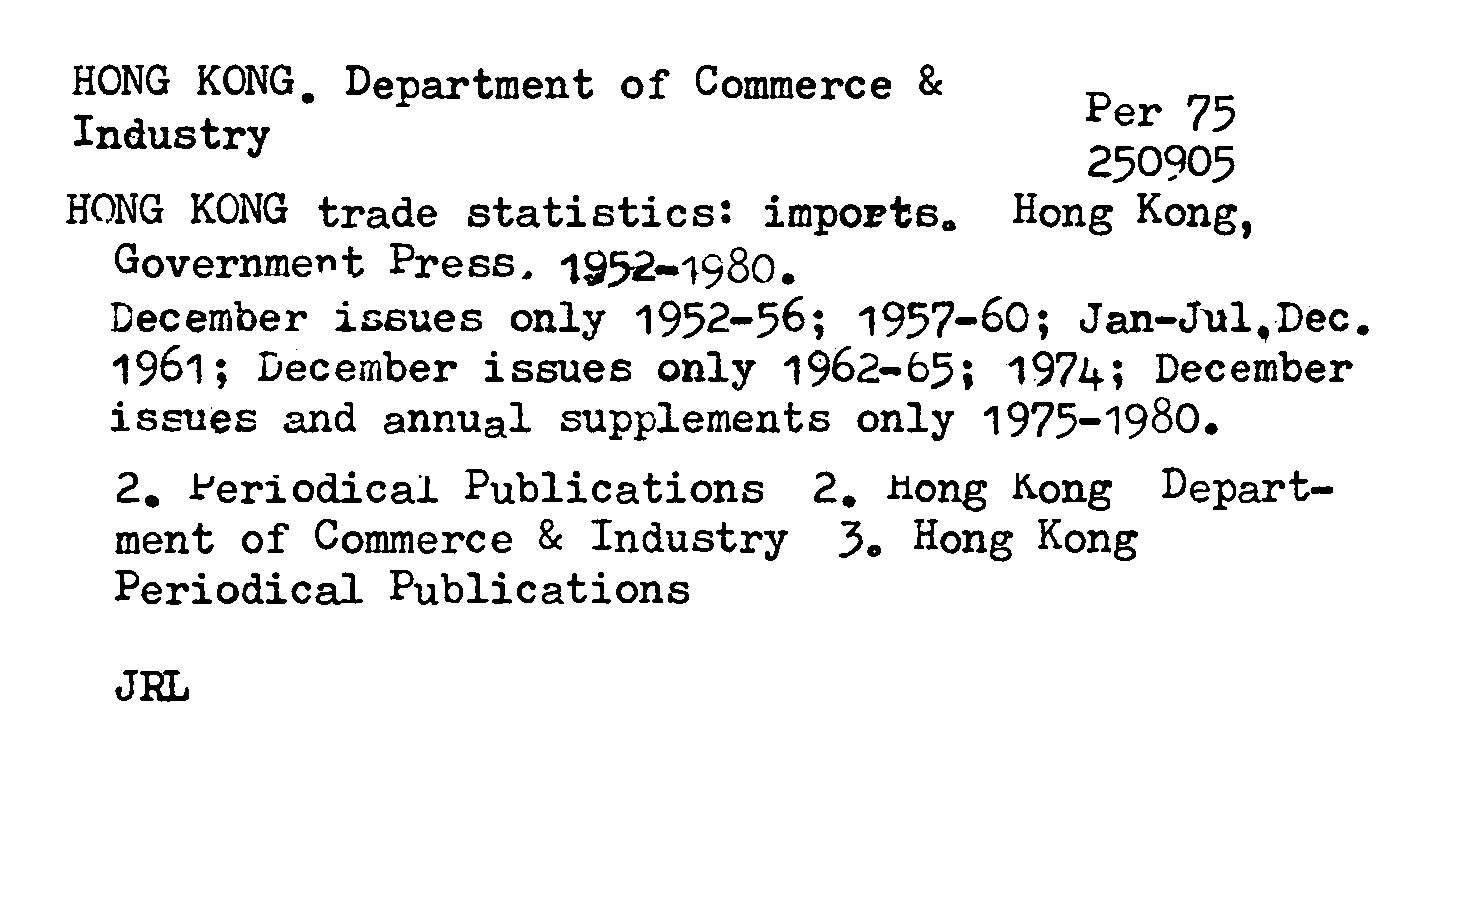 HONG KONG. Department of Commerce &
Industry
Per 75
250905
HONG KONG trade statistics: imports. Hong Kong,
Government Press. 1952-1980.
December issues only 1952-56; 1957-60; Jan-Jul,Dec.
1961; December issues only 1962-65; 1974; December
issues and annual supplements only 1975-1980.
2. Periodical Publications 2. Hong Kong Depart-
ment of Commerce & Industry 3. Hong Kong
Periodical Publications
JRL